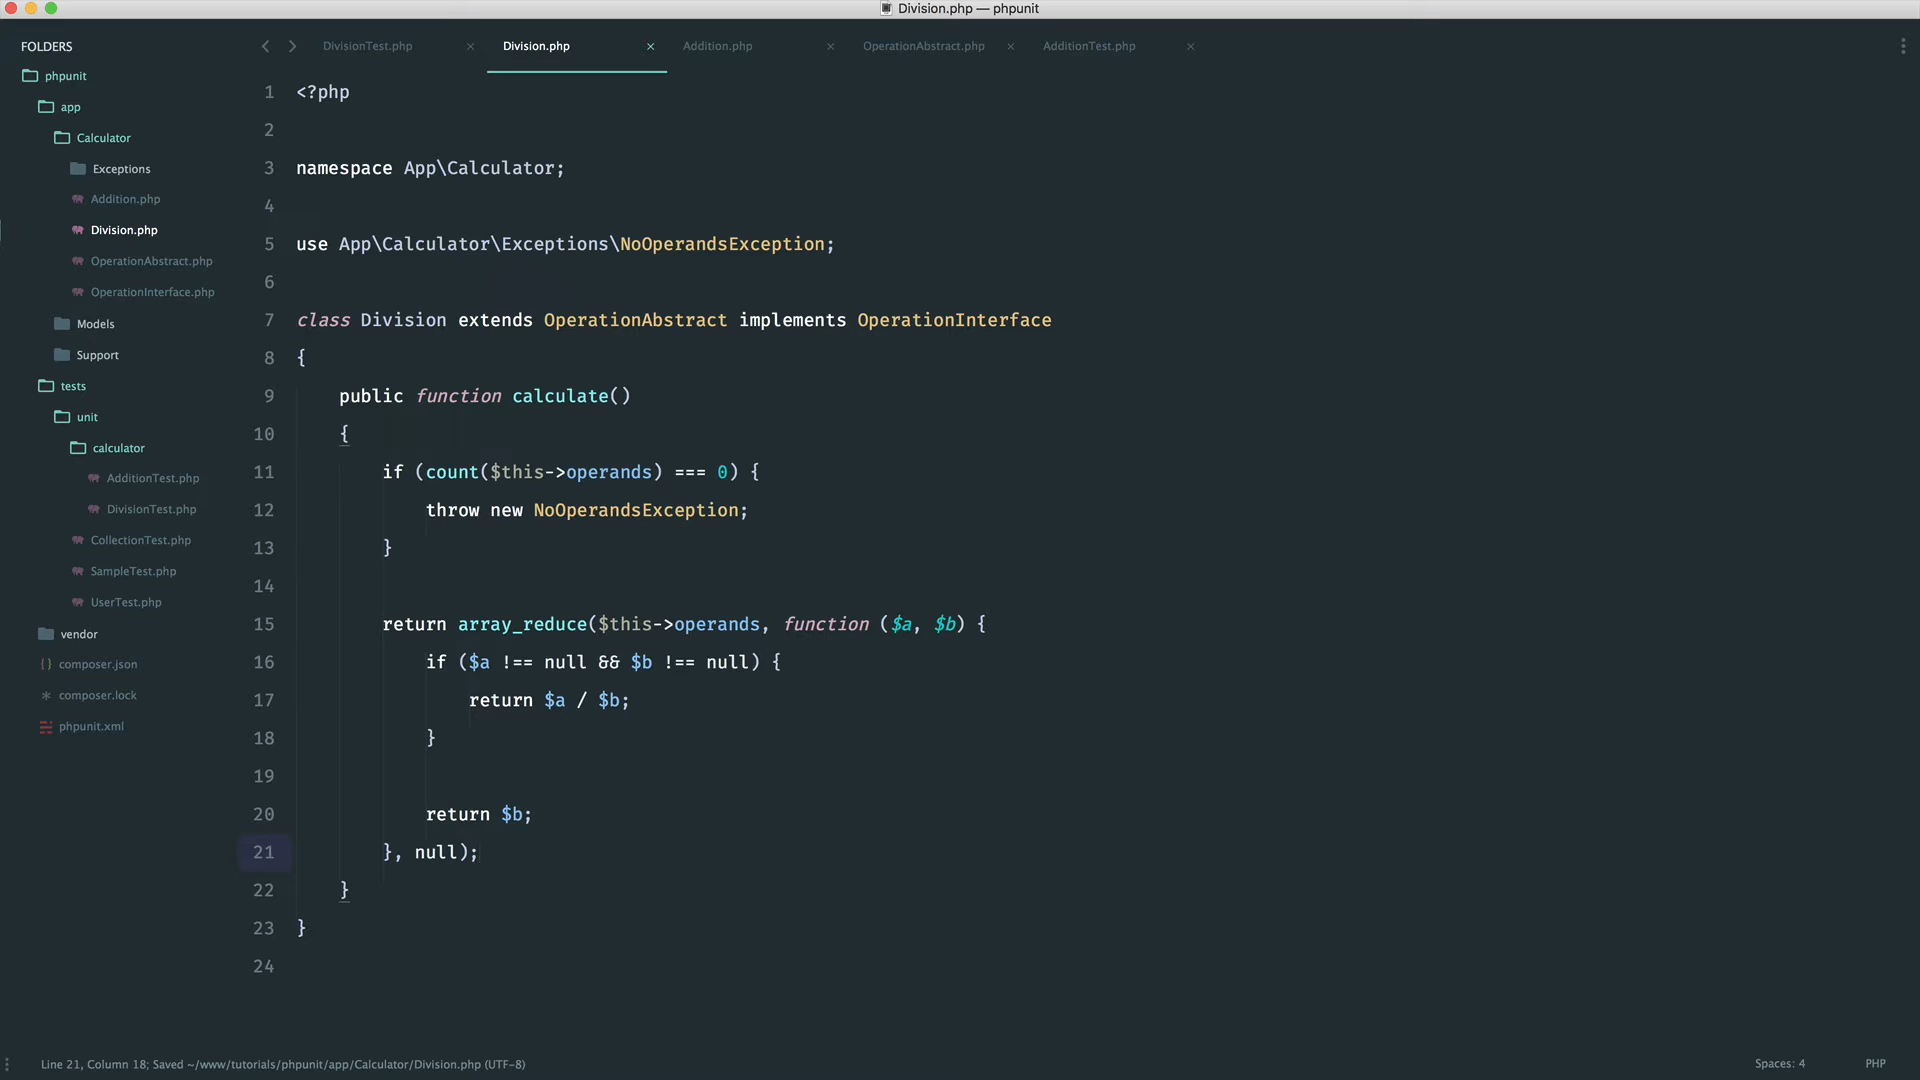 Division.php — phpunit
FOLDERS
phpunit
app
Calculator
Exceptions
Addition.php
Division.php
OperationAbstract.php
OperationInterface.php
Models
Support
tests
unit
calculator
AdditionTest.php
DivisionTest.php
CollectionTest.php
SampleTest.php
UserTest.php
vendor
composer.json
composer.lock
phpunit.xml
DivisionTest.php × Division.php × Addition.php × OperationAbstract.php × AdditionTest.php ×
1 <?php
2
3 namespace App\Calculator;
4
5 use App\Calculator\Exceptions\NoOperandsException;
6
7 class Division extends OperationAbstract implements OperationInterface
8 {
9     public function calculate()
10     {
11         if (count($this->operands) === 0) {
12             throw new NoOperandsException;
13         }
14
15         return array_reduce($this->operands, function ($a, $b) {
16             if ($a !== null && $b !== null) {
17                 return $a / $b;
18             }
19
20             return $b;
21         }, null);
22     }
23 }
24
Line 21, Column 18; Saved ~/www/tutorials/phpunit/app/Calculator/Division.php (UTF-8)
Spaces: 4
PHP